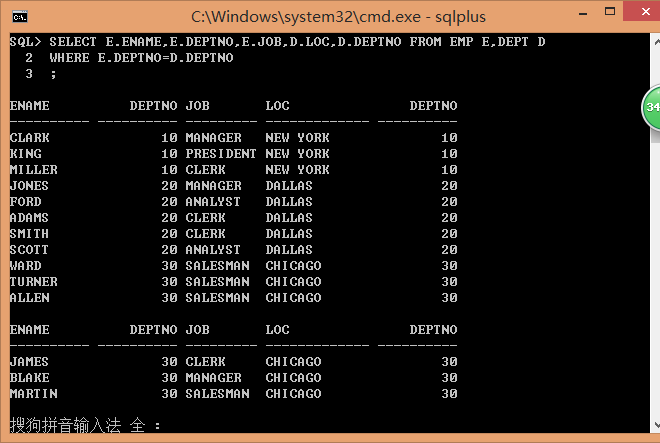 C:\Windows\system32\cmd.exe - sqlplus
SQL> SELECT E.ENAME,E.DEPTNO,E.JOB,D.LOC,D.DEPTNO FROM EMP E,DEPT D
  2  WHERE E.DEPTNO=D.DEPTNO
  3  ;
ENAME          DEPTNO JOB       LOC               DEPTNO
---------- ---------- --------- ------------- ----------
CLARK              10 MANAGER   NEW YORK              10
KING               10 PRESIDENT NEW YORK              10
MILLER             10 CLERK     NEW YORK              10
JONES              20 MANAGER   DALLAS                20
FORD               20 ANALYST   DALLAS                20
ADAMS              20 CLERK     DALLAS                20
SMITH              20 CLERK     DALLAS                20
SCOTT              20 ANALYST   DALLAS                20
WARD               30 SALESMAN  CHICAGO               30
TURNER             30 SALESMAN  CHICAGO               30
ALLEN              30 SALESMAN  CHICAGO               30
ENAME          DEPTNO JOB       LOC               DEPTNO
---------- ---------- --------- ------------- ----------
JAMES              30 CLERK     CHICAGO               30
BLAKE              30 MANAGER   CHICAGO               30
MARTIN             30 SALESMAN  CHICAGO               30
搜狗拼音输入法 全 :
34